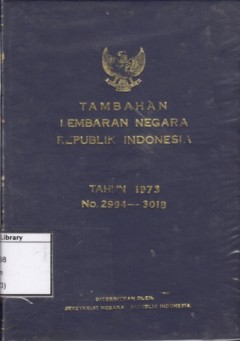 TAMBAHAN
LEMBARAN NEGARA
REPUBLIK INDONESIA
TAHUN 1973
No. 2994--3019
Library
DITERBITKAN OLEH:
SEKRETARIAT NEGARA REPUBLIK INDONESIA